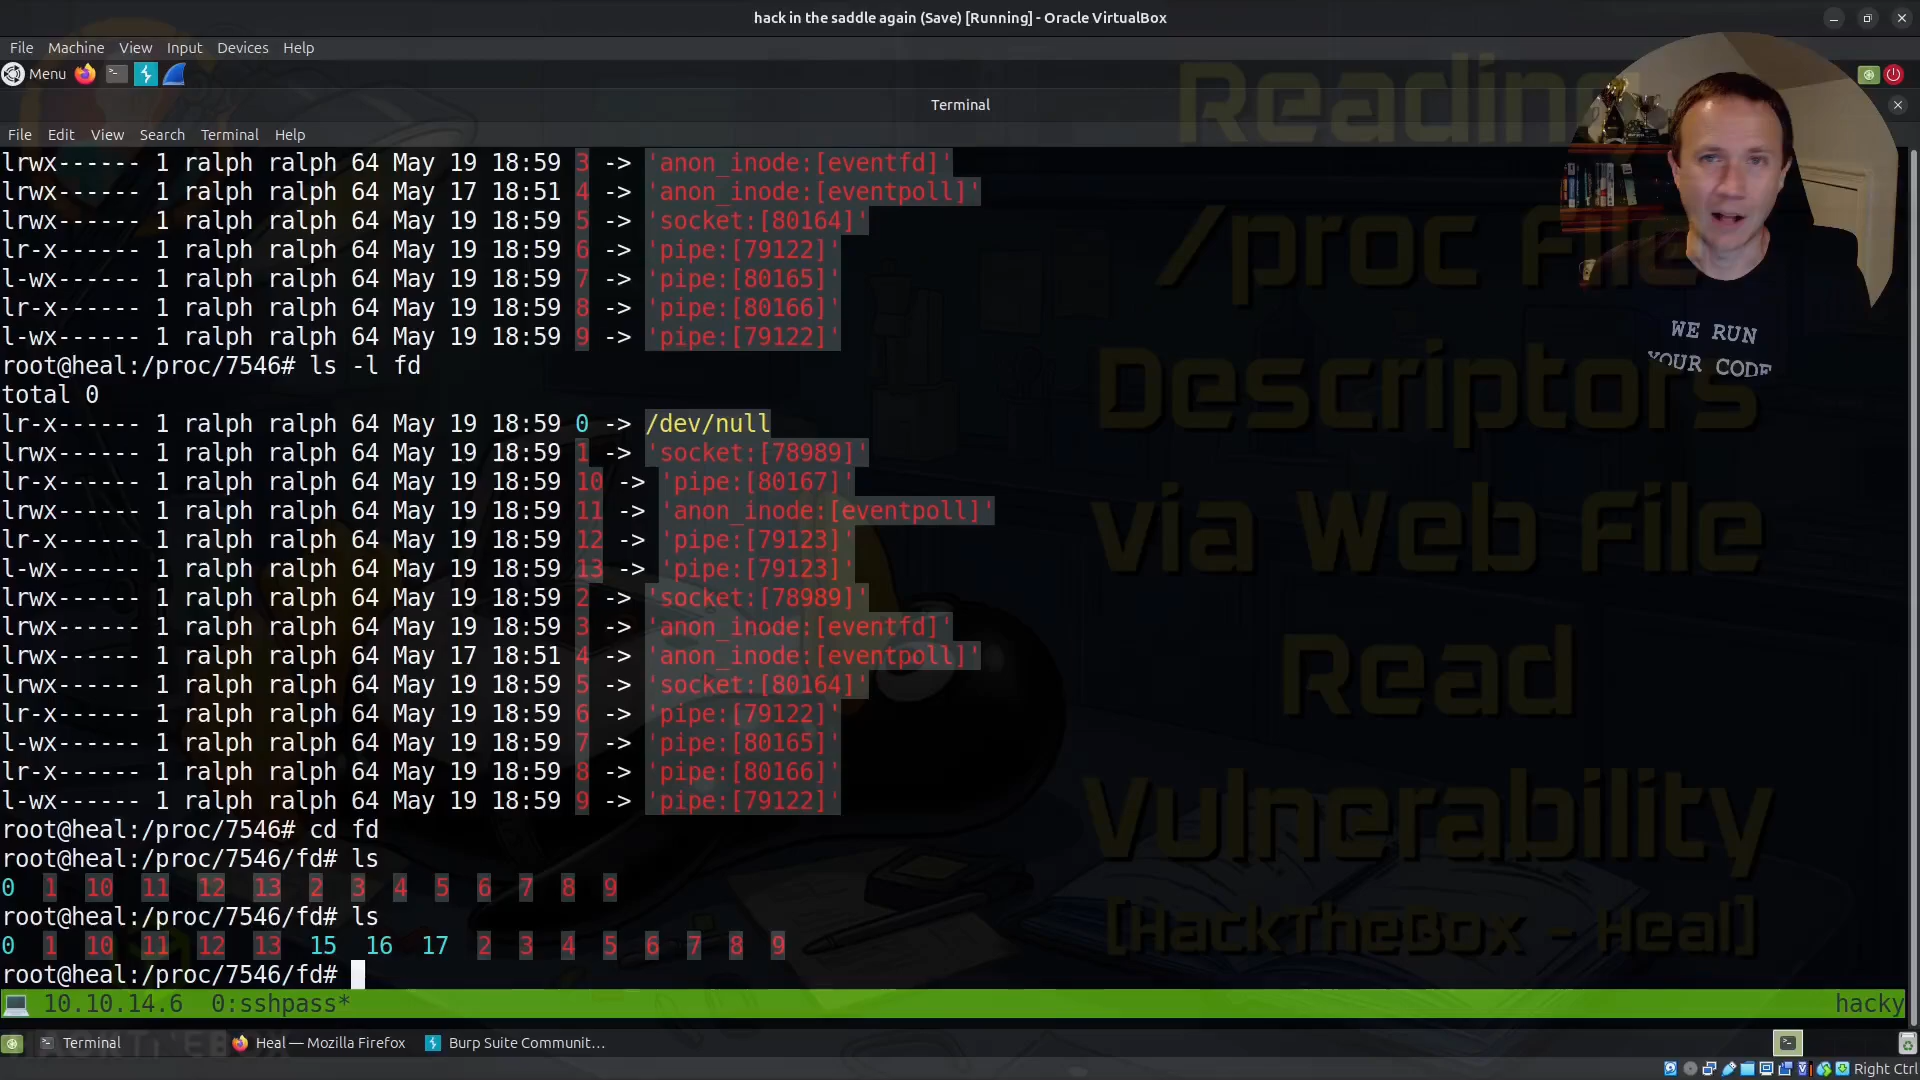 hack in the saddle again (Save) [Running] - Oracle VirtualBox
File Machine View Input Devices Help
Menu
Terminal
File Edit View Search Terminal Help
lrwx------ 1 ralph ralph 64 May 19 18:59 3 -> 'anon_inode:[eventfd]'
lrwx------ 1 ralph ralph 64 May 17 18:51 4 -> 'anon_inode:[eventpoll]'
lrwx------ 1 ralph ralph 64 May 19 18:59 5 -> 'socket:[80164]'
lr-x------ 1 ralph ralph 64 May 19 18:59 6 -> 'pipe:[79122]'
l-wx------ 1 ralph ralph 64 May 19 18:59 7 -> 'pipe:[80165]'
lr-x------ 1 ralph ralph 64 May 19 18:59 8 -> 'pipe:[80166]'
l-wx------ 1 ralph ralph 64 May 19 18:59 9 -> 'pipe:[79122]'
root@heal:/proc/7546# ls -l fd
total 0
lr-x------ 1 ralph ralph 64 May 19 18:59 0 -> /dev/null
lrwx------ 1 ralph ralph 64 May 19 18:59 1 -> 'socket:[78989]'
lr-x------ 1 ralph ralph 64 May 19 18:59 10 -> 'pipe:[80167]'
lrwx------ 1 ralph ralph 64 May 19 18:59 11 -> 'anon_inode:[eventpoll]'
lr-x------ 1 ralph ralph 64 May 19 18:59 12 -> 'pipe:[79123]'
l-wx------ 1 ralph ralph 64 May 19 18:59 13 -> 'pipe:[79123]'
lrwx------ 1 ralph ralph 64 May 19 18:59 2 -> 'socket:[78989]'
lrwx------ 1 ralph ralph 64 May 19 18:59 3 -> 'anon_inode:[eventfd]'
lrwx------ 1 ralph ralph 64 May 17 18:51 4 -> 'anon_inode:[eventpoll]'
lrwx------ 1 ralph ralph 64 May 19 18:59 5 -> 'socket:[80164]'
lr-x------ 1 ralph ralph 64 May 19 18:59 6 -> 'pipe:[79122]'
l-wx------ 1 ralph ralph 64 May 19 18:59 7 -> 'pipe:[80165]'
lr-x------ 1 ralph ralph 64 May 19 18:59 8 -> 'pipe:[80166]'
l-wx------ 1 ralph ralph 64 May 19 18:59 9 -> 'pipe:[79122]'
root@heal:/proc/7546# cd fd
root@heal:/proc/7546/fd# ls
0 1 10 11 12 13 2 3 4 5 6 7 8 9
root@heal:/proc/7546/fd# ls
0 1 10 11 12 13 15 16 17 2 3 4 5 6 7 8 9
root@heal:/proc/7546/fd#
Reading
/proc File
Descriptors
via Web File
Read
Vulnerability
[HackTheBox - Heal]
WE RUN
YOUR CODE
10.10.14.6 0:sshpass* hacky
Terminal Heal — Mozilla Firefox Burp Suite Communit...
Right Ctrl